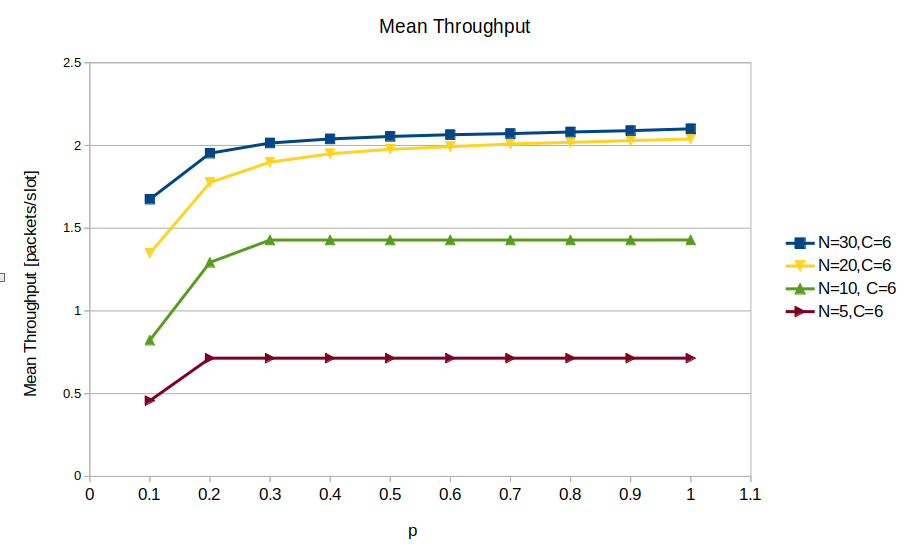 Mean Throughput
Mean Throughput [packets/slot]
2.5
2
1.5
1
0.5
0
0 0.1 0.2 0.3 0.4 0.5 0.6 0.7 0.8 0.9 1 1.1
p
N=30,C=6
N=20,C=6
N=10, C=6
N=5,C=6